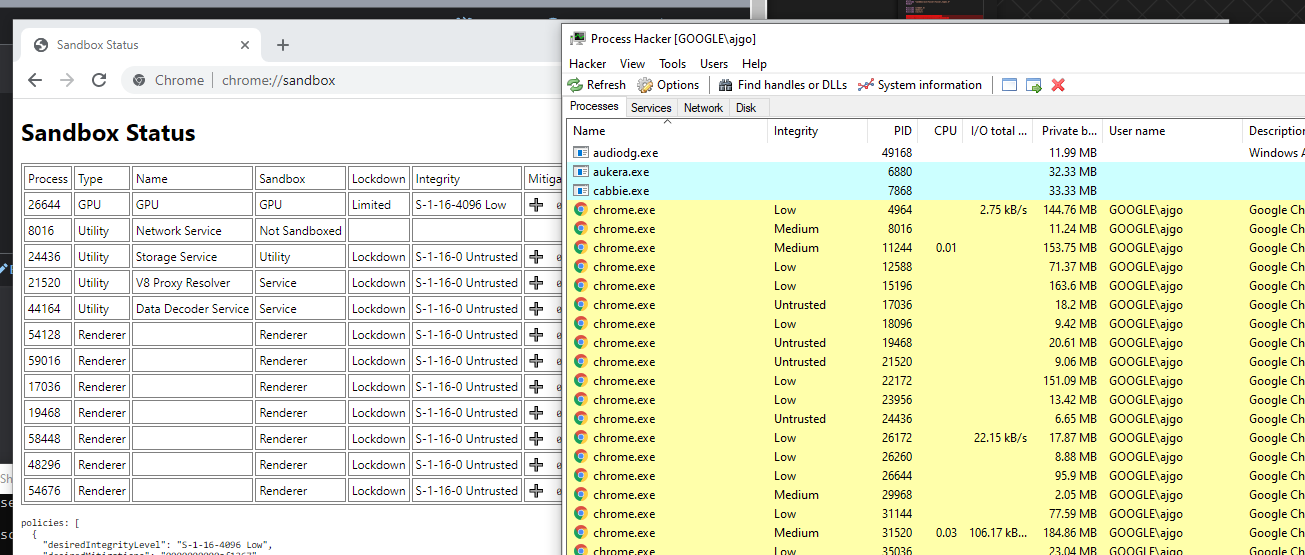 Sandbox Status
Chrome chrome://sandbox
Sandbox Status
Process Type Name Sandbox Lockdown Integrity Mitiga
26644 GPU GPU GPU Limited S-1-16-4096 Low
8016 Utility Network Service Not Sandboxed
24436 Utility Storage Service Utility Lockdown S-1-16-0 Untrusted
21520 Utility V8 Proxy Resolver Service Lockdown S-1-16-0 Untrusted
44164 Utility Data Decoder Service Service Lockdown S-1-16-0 Untrusted
54128 Renderer Renderer Lockdown S-1-16-0 Untrusted
59016 Renderer Renderer Lockdown S-1-16-0 Untrusted
17036 Renderer Renderer Lockdown S-1-16-0 Untrusted
19468 Renderer Renderer Lockdown S-1-16-0 Untrusted
58448 Renderer Renderer Lockdown S-1-16-0 Untrusted
48296 Renderer Renderer Lockdown S-1-16-0 Untrusted
54676 Renderer Renderer Lockdown S-1-16-0 Untrusted
policies: [
{
"desiredIntegrityLevel": "S-1-16-4096 Low",
Process Hacker [GOOGLE\ajgo]
Hacker View Tools Users Help
Refresh Options Find handles or DLLs System information
Processes Services Network Disk
Name Integrity PID CPU I/O total ... Private b... User name Description
audiodg.exe 49168 11.99 MB Windows A
aukera.exe 6880 32.33 MB
cabbie.exe 7868 33.33 MB
chrome.exe Low 4964 2.75 kB/s 144.76 MB GOOGLE\ajgo Google Ch
chrome.exe Medium 8016 11.24 MB GOOGLE\ajgo Google Ch
chrome.exe Medium 11244 0.01 153.75 MB GOOGLE\ajgo Google Ch
chrome.exe Low 12588 71.37 MB GOOGLE\ajgo Google Ch
chrome.exe Low 15196 163.6 MB GOOGLE\ajgo Google Ch
chrome.exe Untrusted 17036 18.2 MB GOOGLE\ajgo Google Ch
chrome.exe Low 18096 9.42 MB GOOGLE\ajgo Google Ch
chrome.exe Untrusted 19468 20.61 MB GOOGLE\ajgo Google Ch
chrome.exe Untrusted 21520 9.06 MB GOOGLE\ajgo Google Ch
chrome.exe Low 22172 151.09 MB GOOGLE\ajgo Google Ch
chrome.exe Low 23956 13.42 MB GOOGLE\ajgo Google Ch
chrome.exe Untrusted 24436 6.65 MB GOOGLE\ajgo Google Ch
chrome.exe Low 26172 22.15 kB/s 17.87 MB GOOGLE\ajgo Google Ch
chrome.exe Low 26260 8.88 MB GOOGLE\ajgo Google Ch
chrome.exe Low 26644 95.9 MB GOOGLE\ajgo Google Ch
chrome.exe Medium 29968 2.05 MB GOOGLE\ajgo Google Ch
chrome.exe Low 31144 77.59 MB GOOGLE\ajgo Google Ch
chrome.exe Medium 31520 0.03 106.17 kB... 184.86 MB GOOGLE\ajgo Google Ch
chrome.exe Low 35036 23.04 MB GOOGLE\ajgo Google Ch